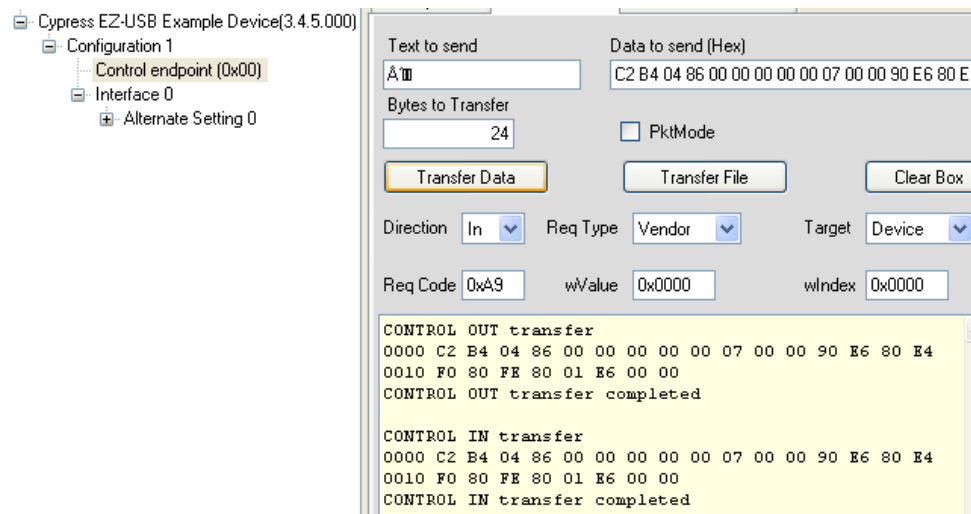 Cypress EZ-USB Example Device(3.4.5.000)
Configuration 1
Control endpoint (0x00)
Interface 0
Alternate Setting 0
Text to send Data to send (Hex)
C2 B4 04 86 00 00 00 00 00 07 00 00 90 E6 80 E
Bytes to Transfer
24 PktMode
Transfer Data Transfer File Clear Box
Direction In Req Type Vendor Target Device
Req Code 0xA9 wValue 0x0000 wIndex 0x0000
CONTROL OUT transfer
0000 C2 B4 04 86 00 00 00 00 00 07 00 00 90 E6 80 E4
0010 F0 80 FE 80 01 E6 00 00
CONTROL OUT transfer completed
CONTROL IN transfer
0000 C2 B4 04 86 00 00 00 00 00 07 00 00 90 E6 80 E4
0010 F0 80 FE 80 01 E6 00 00
CONTROL IN transfer completed